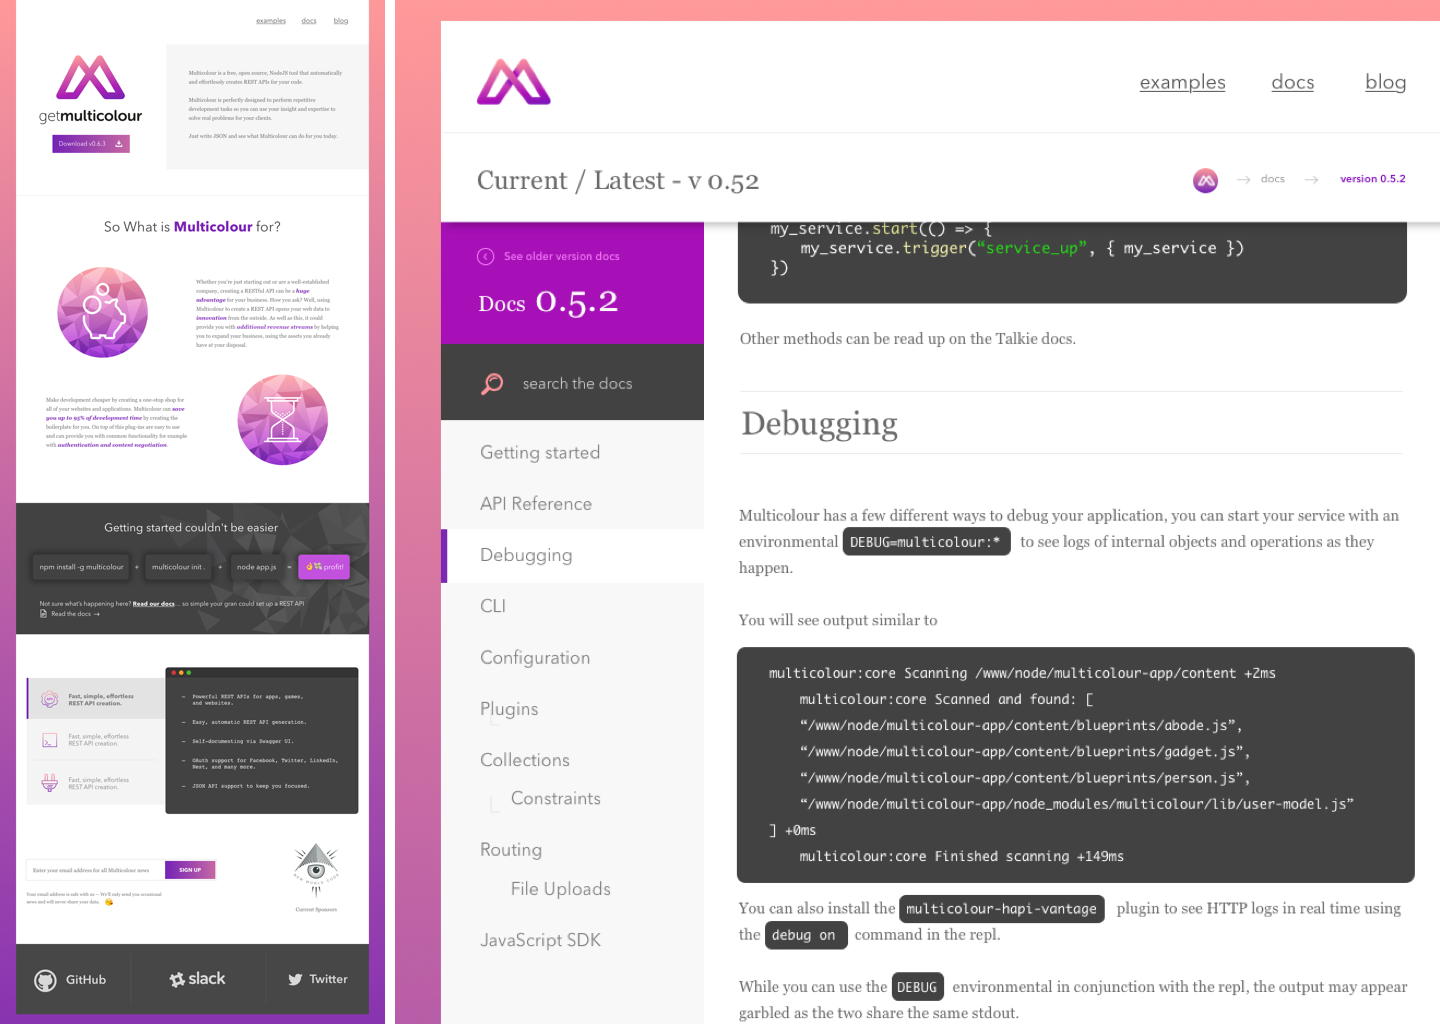 examples docs blog
Multicolour is a free, open source, NodeJS tool that automatically
and effortlessly creates REST APIs for your code.
Multicolour is perfectly designed to perform repetitive
development tasks so you can use your insight and expertise to
solve real problems for your clients.
Just write JSON and see what Multicolour can do for you today.
getmulticolour
Download v0.6.3
So What is Multicolour for?
Whether you're just starting out or are a well-established
company, creating a RESTful API can be a huge
advantage for your business. How you ask? Well, using
Multicolour to create a REST API opens your web data to
innovation from the outside. As well as this, it could
provide you with additional revenue streams by helping
you to expand your business, using the assets you already
have at your disposal.
Make development cheaper by creating a one-stop shop for
all of your websites and applications. Multicolour can save
you up to 95% of development time by creating the
boilerplate for you. On top of this plug-ins are easy to use
and can provide you with common functionality for example
with authentication and content negotiation.
Getting started couldn't be easier
npm install -g multicolour + multicolour init . + node app.js = 👌💸 profit!
Not sure what's happening here? Read our docs... so simple your gran could set up a REST API
Read the docs →
Fast, simple, effortless
REST API creation.
Fast, simple, effortless
REST API creation.
Fast, simple, effortless
REST API creation.
– Powerful REST APIs for apps, games,
and websites.
– Easy, automatic REST API generation.
– Self-documenting via Swagger UI.
– OAuth support for Facebook, Twitter, LinkedIn,
Nest, and many more.
– JSON API support to keep you focused.
Enter your email address for all Multicolour news
SIGN UP
Your email address is safe with us – We'll only send you occasional
news and will never share your data. 😘
NEW WORLD CODE
Current Sponsors
GitHub
slack
Twitter
examples docs blog
Current / Latest - v 0.52
→ docs → version 0.5.2
See older version docs
Docs 0.5.2
search the docs
Getting started
API Reference
Debugging
CLI
Configuration
Plugins
Collections
Constraints
Routing
File Uploads
JavaScript SDK
my_service.start(() => {
my_service.trigger(“service_up”, { my_service })
})
Other methods can be read up on the Talkie docs.
Debugging
Multicolour has a few different ways to debug your application, you can start your service with an
environmental DEBUG=multicolour:* to see logs of internal objects and operations as they
happen.
You will see output similar to
multicolour:core Scanning /www/node/multicolour-app/content +2ms
multicolour:core Scanned and found: [
“/www/node/multicolour-app/content/blueprints/abode.js”,
“/www/node/multicolour-app/content/blueprints/gadget.js”,
“/www/node/multicolour-app/content/blueprints/person.js”,
“/www/node/multicolour-app/node_modules/multicolour/lib/user-model.js”
] +0ms
multicolour:core Finished scanning +149ms
You can also install the multicolour-hapi-vantage plugin to see HTTP logs in real time using
the debug on command in the repl.
While you can use the DEBUG environmental in conjunction with the repl, the output may appear
garbled as the two share the same stdout.